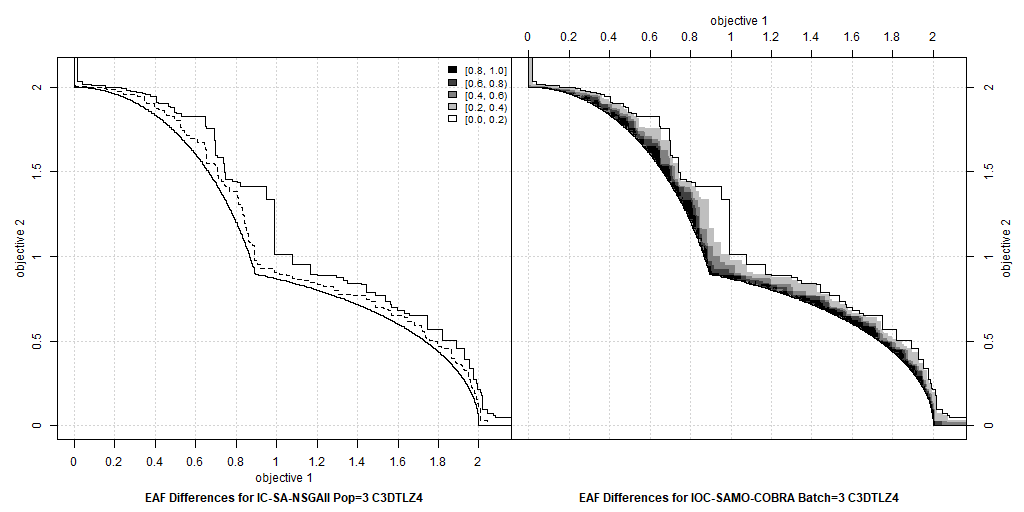 objective 1
0 0.2 0.4 0.6 0.8 1 1.2 1.4 1.6 1.8 2
[0.8, 1.0]
[0.6, 0.8)
[0.4, 0.6)
[0.2, 0.4)
[0.0, 0.2)
objective 2
2
1.5
1
0.5
0
2
1.5
1
0.5
0
objective 2
0 0.2 0.4 0.6 0.8 1 1.2 1.4 1.6 1.8 2
objective 1
EAF Differences for IC-SA-NSGAII Pop=3 C3DTLZ4
EAF Differences for IOC-SAMO-COBRA Batch=3 C3DTLZ4